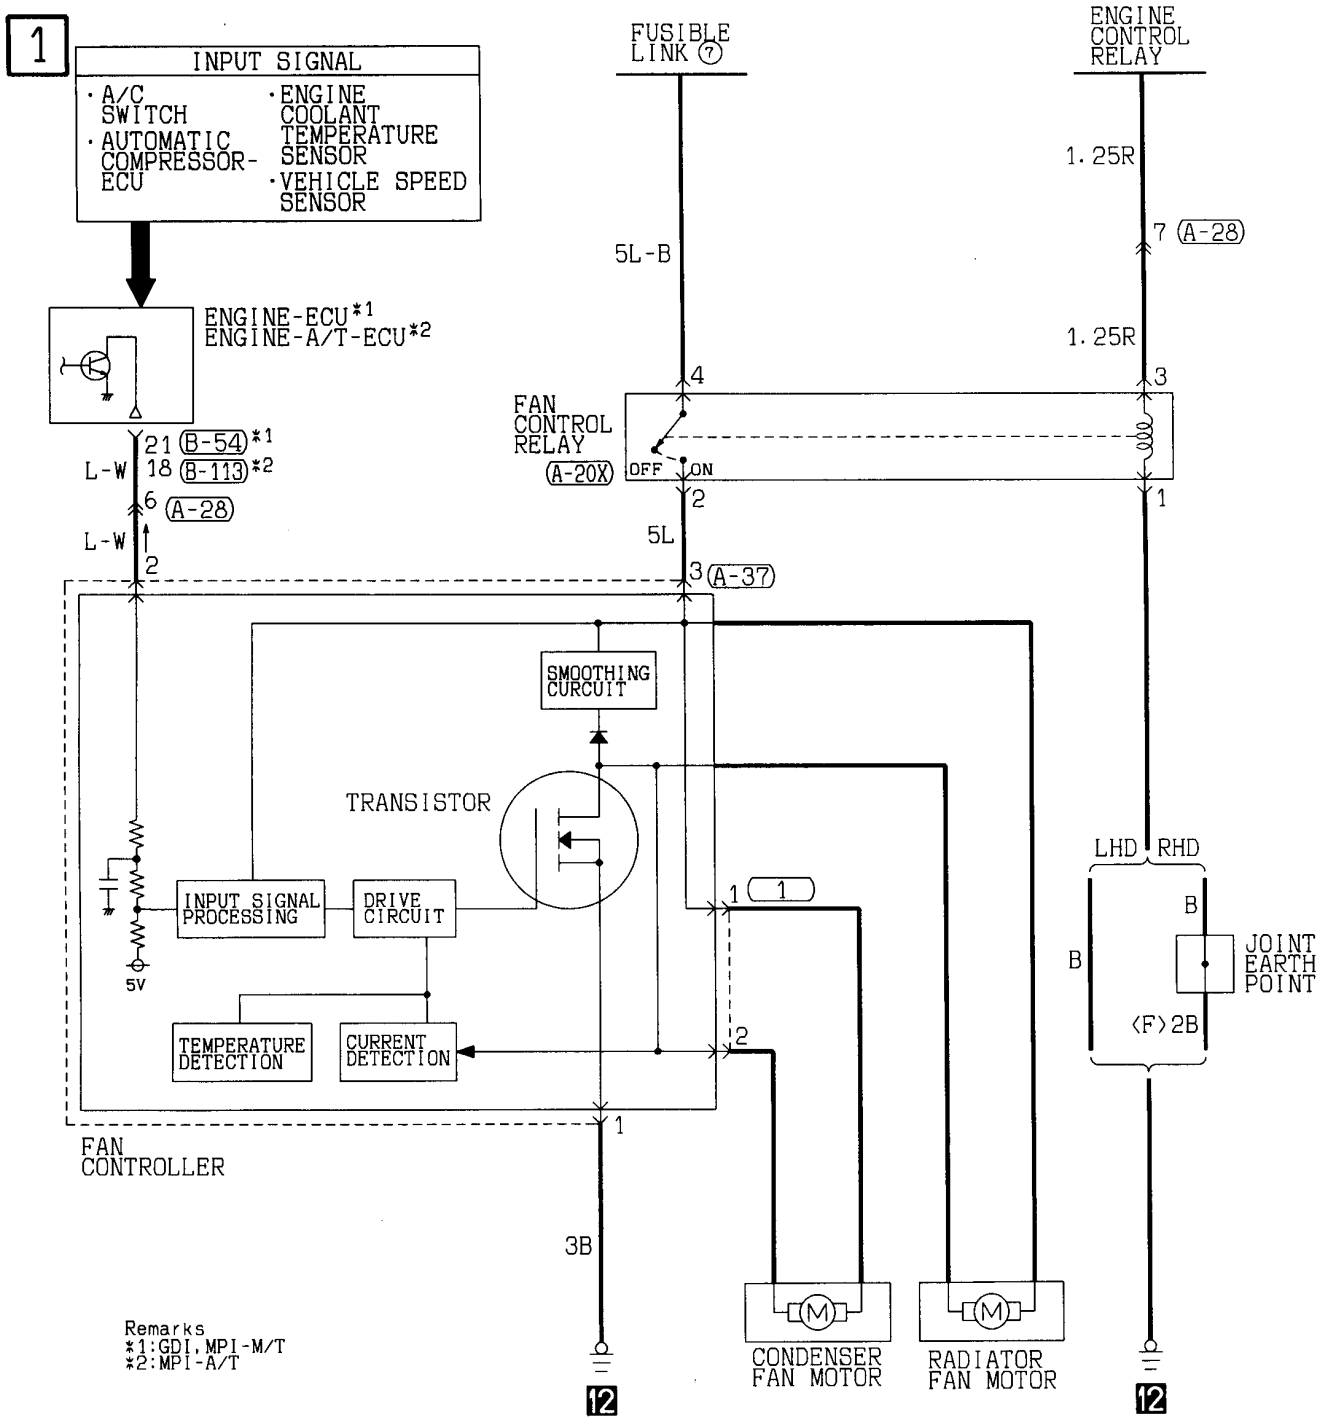 1
INPUT SIGNAL
· A/C
SWITCH
· AUTOMATIC
COMPRESSOR-
ECU
· ENGINE
COOLANT
TEMPERATURE
SENSOR
· VEHICLE SPEED
SENSOR
FUSIBLE
LINK ⑦
ENGINE
CONTROL
RELAY
1.25R
7 (A-28)
5L-B
1.25R
ENGINE-ECU*1
ENGINE-A/T-ECU*2
4
3
FAN
CONTROL
RELAY
(A-20X)
OFF
ON
21 (B-54)*1
L-W
18 (B-113)*2
6 (A-28)
2
1
L-W
2
5L
3 (A-37)
SMOOTHING
CURCUIT
TRANSISTOR
LHD
RHD
INPUT SIGNAL
PROCESSING
DRIVE
CIRCUIT
1 (1)
B
B
JOINT
EARTH
POINT
5V
<F>2B
TEMPERATURE
DETECTION
CURRENT
DETECTION
2
1
FAN
CONTROLLER
3B
M
M
Remarks
*1:GDI,MPI-M/T
*2:MPI-A/T
CONDENSER
FAN MOTOR
RADIATOR
FAN MOTOR
12
12